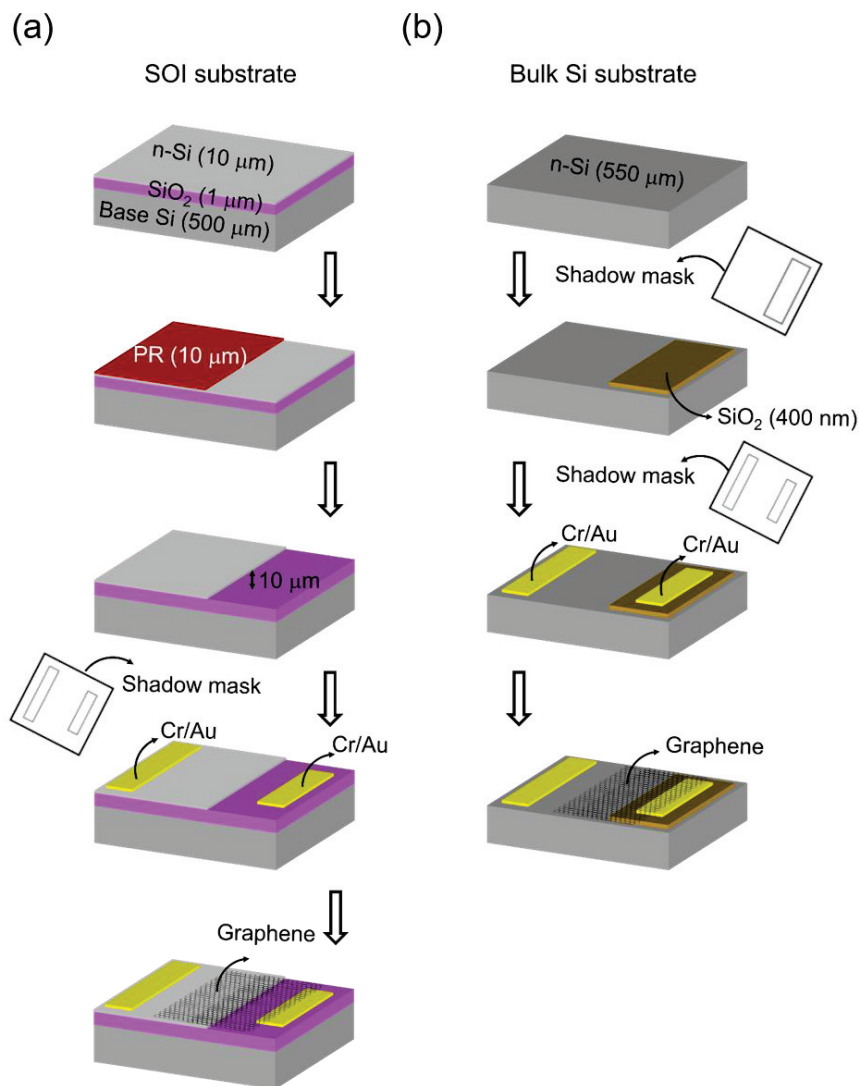 (a)
SOI substrate
n-Si (10 μm)
SiO₂ (1 μm)
Base Si (500 μm)
PR (10 μm)
10 μm
Shadow mask
Cr/Au
Cr/Au
Graphene
(b)
Bulk Si substrate
n-Si (550 μm)
Shadow mask
SiO₂ (400 nm)
Shadow mask
Cr/Au
Cr/Au
Graphene